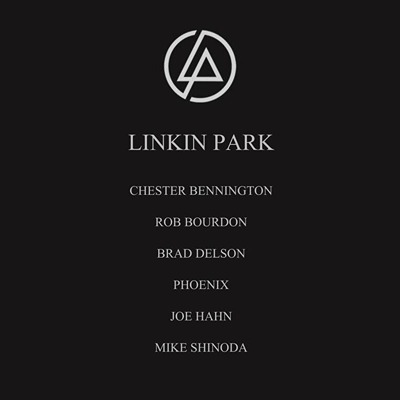 LINKIN PARK
CHESTER BENNINGTON
ROB BOURDON
BRAD DELSON
PHOENIX
JOE HAHN
MIKE SHINODA